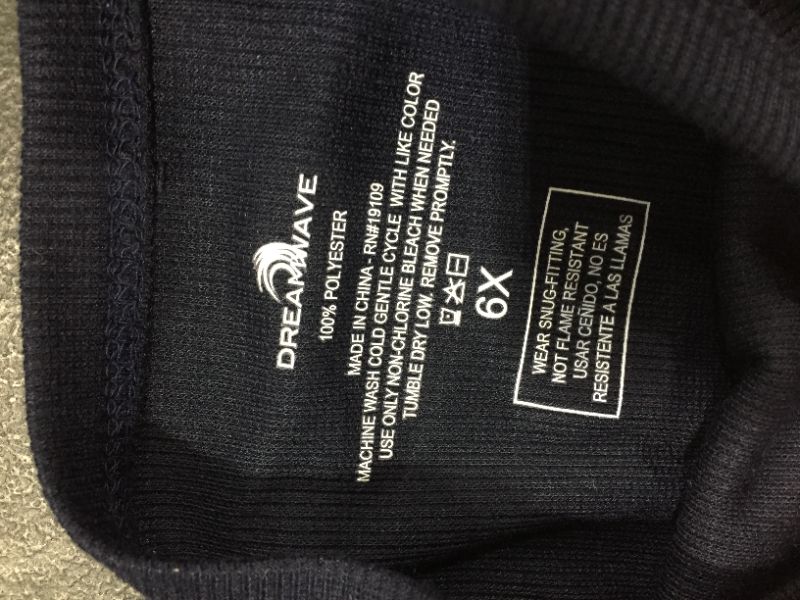 DREAMWAVE
100% POLYESTER
MADE IN CHINA - RN#19109
MACHINE WASH COLD GENTLE CYCLE WITH LIKE COLOR
USE ONLY NON-CHLORINE BLEACH WHEN NEEDED
TUMBLE DRY LOW. REMOVE PROMPTLY.
6X
WEAR SNUG-FITTING,
NOT FLAME RESISTANT
USAR CEÑIDO, NO ES
RESISTENTE A LAS LLAMAS